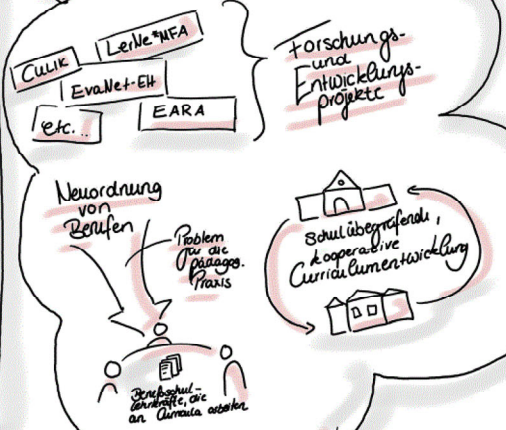 CULIK
LerNe*MFA
EvaNet-EH
etc...
EARA
Forschungs-
und
Entwicklungs-
projekte
Neuordnung
von
Berufen
Problem
für die
pädagog.
Praxis
Berufsschul-
lehrkräfte, die
an Curricula arbeiten
schulübergreifende,
kooperative
Curriculumentwicklung